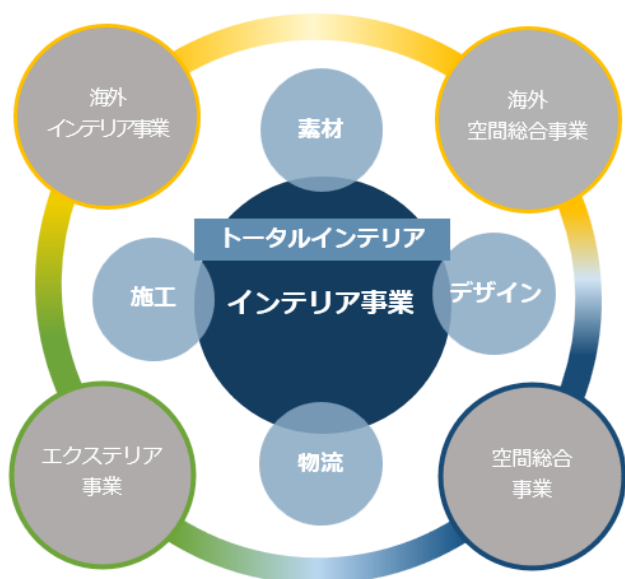 海外
インテリア事業
海外
空間総合事業
素材
トータルインテリア
施工
インテリア事業
デザイン
物流
エクステリア
事業
空間総合
事業